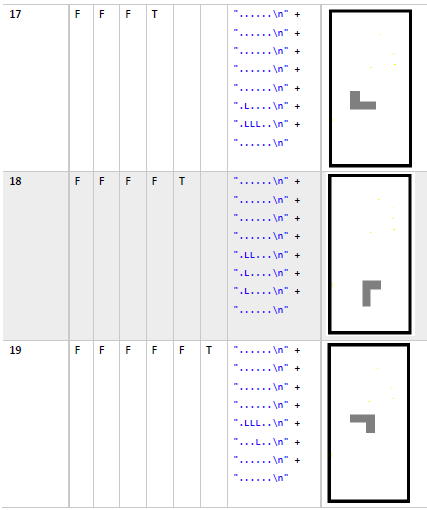 17 F F F T "......\n" +
"......\n" +
"......\n" +
"......\n" +
"......\n" +
".L....\n" +
".LLL..\n" +
"......\n"
18 F F F F T "......\n" +
"......\n" +
"......\n" +
"......\n" +
".LL...\n" +
".L....\n" +
".L....\n" +
"......\n"
19 F F F F F T "......\n" +
"......\n" +
"......\n" +
"......\n" +
".LLL..\n" +
"...L..\n" +
"......\n" +
"......\n"